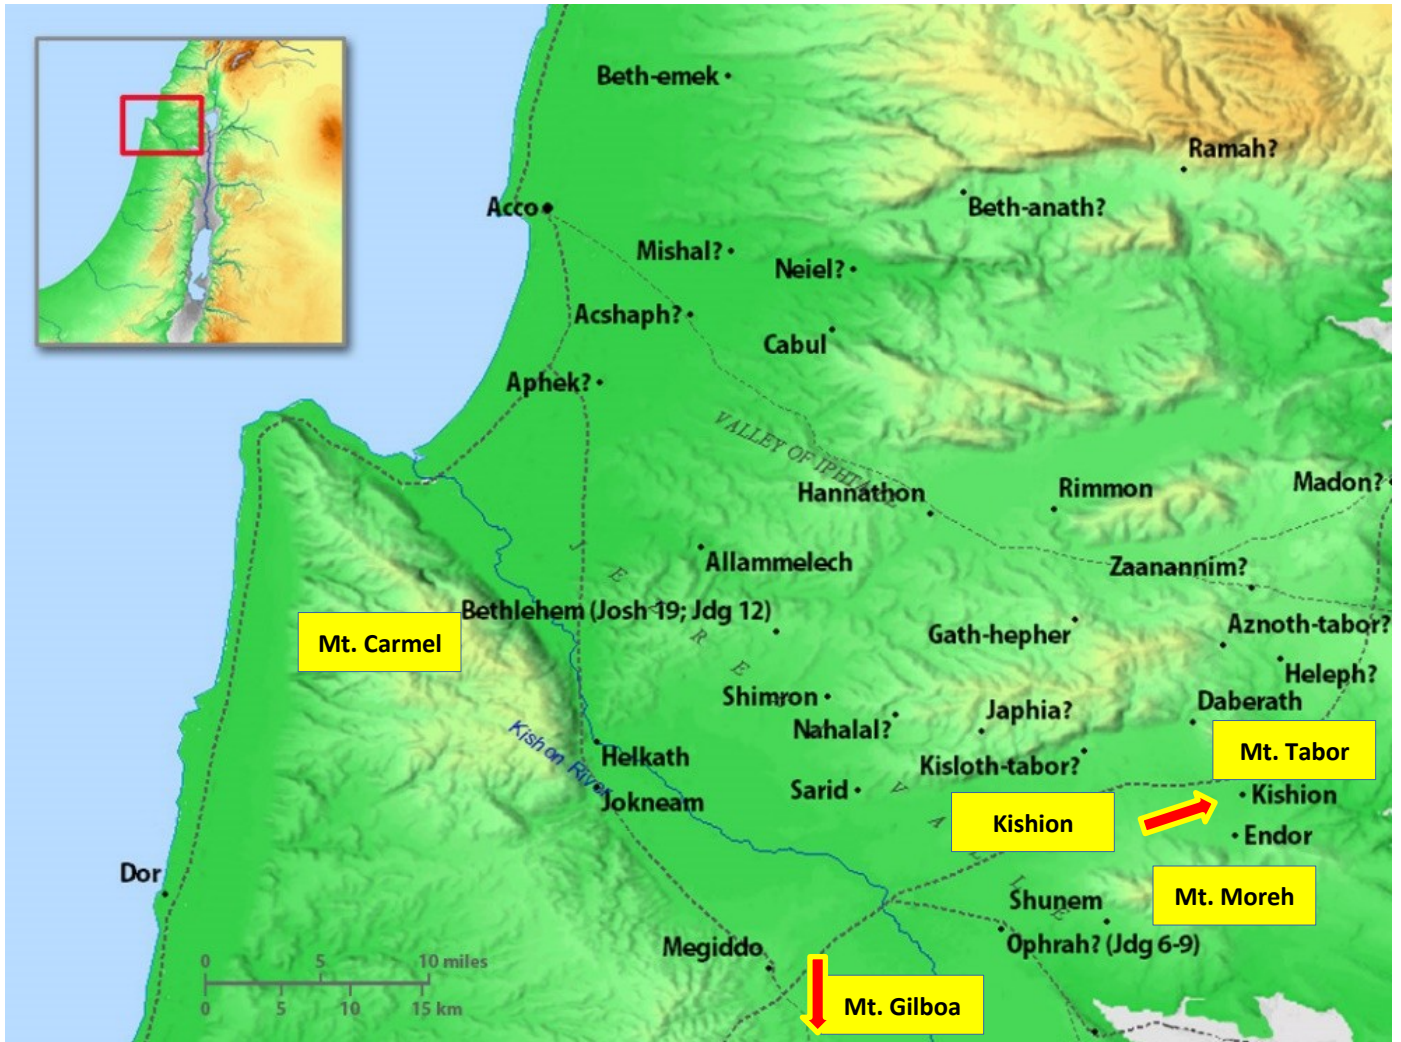 Beth-emek
Ramah?
Acco
Beth-anath?
Mishal?
Neiel?
Acshaph?
Cabul
Aphek?
VALLEY OF IPHTAHEL
Hannathon
Rimmon
Madon?
Allammelech
Zaanannim?
Bethlehem (Josh 19; Jdg 12)
Gath-hepher
Aznoth-tabor?
Mt. Carmel
Heleph?
Shimron
Daberath
Nahalal?
Japhia?
Kishon River
Helkath
Kisloth-tabor?
Mt. Tabor
Sarid
Jokneam
Kishion
Kishion
JEZREEL VALLEY
Endor
Dor
Shunem
Mt. Moreh
Megiddo
Ophrah? (Jdg 6-9)
0 5 10 miles
0 5 10 15 km
Mt. Gilboa